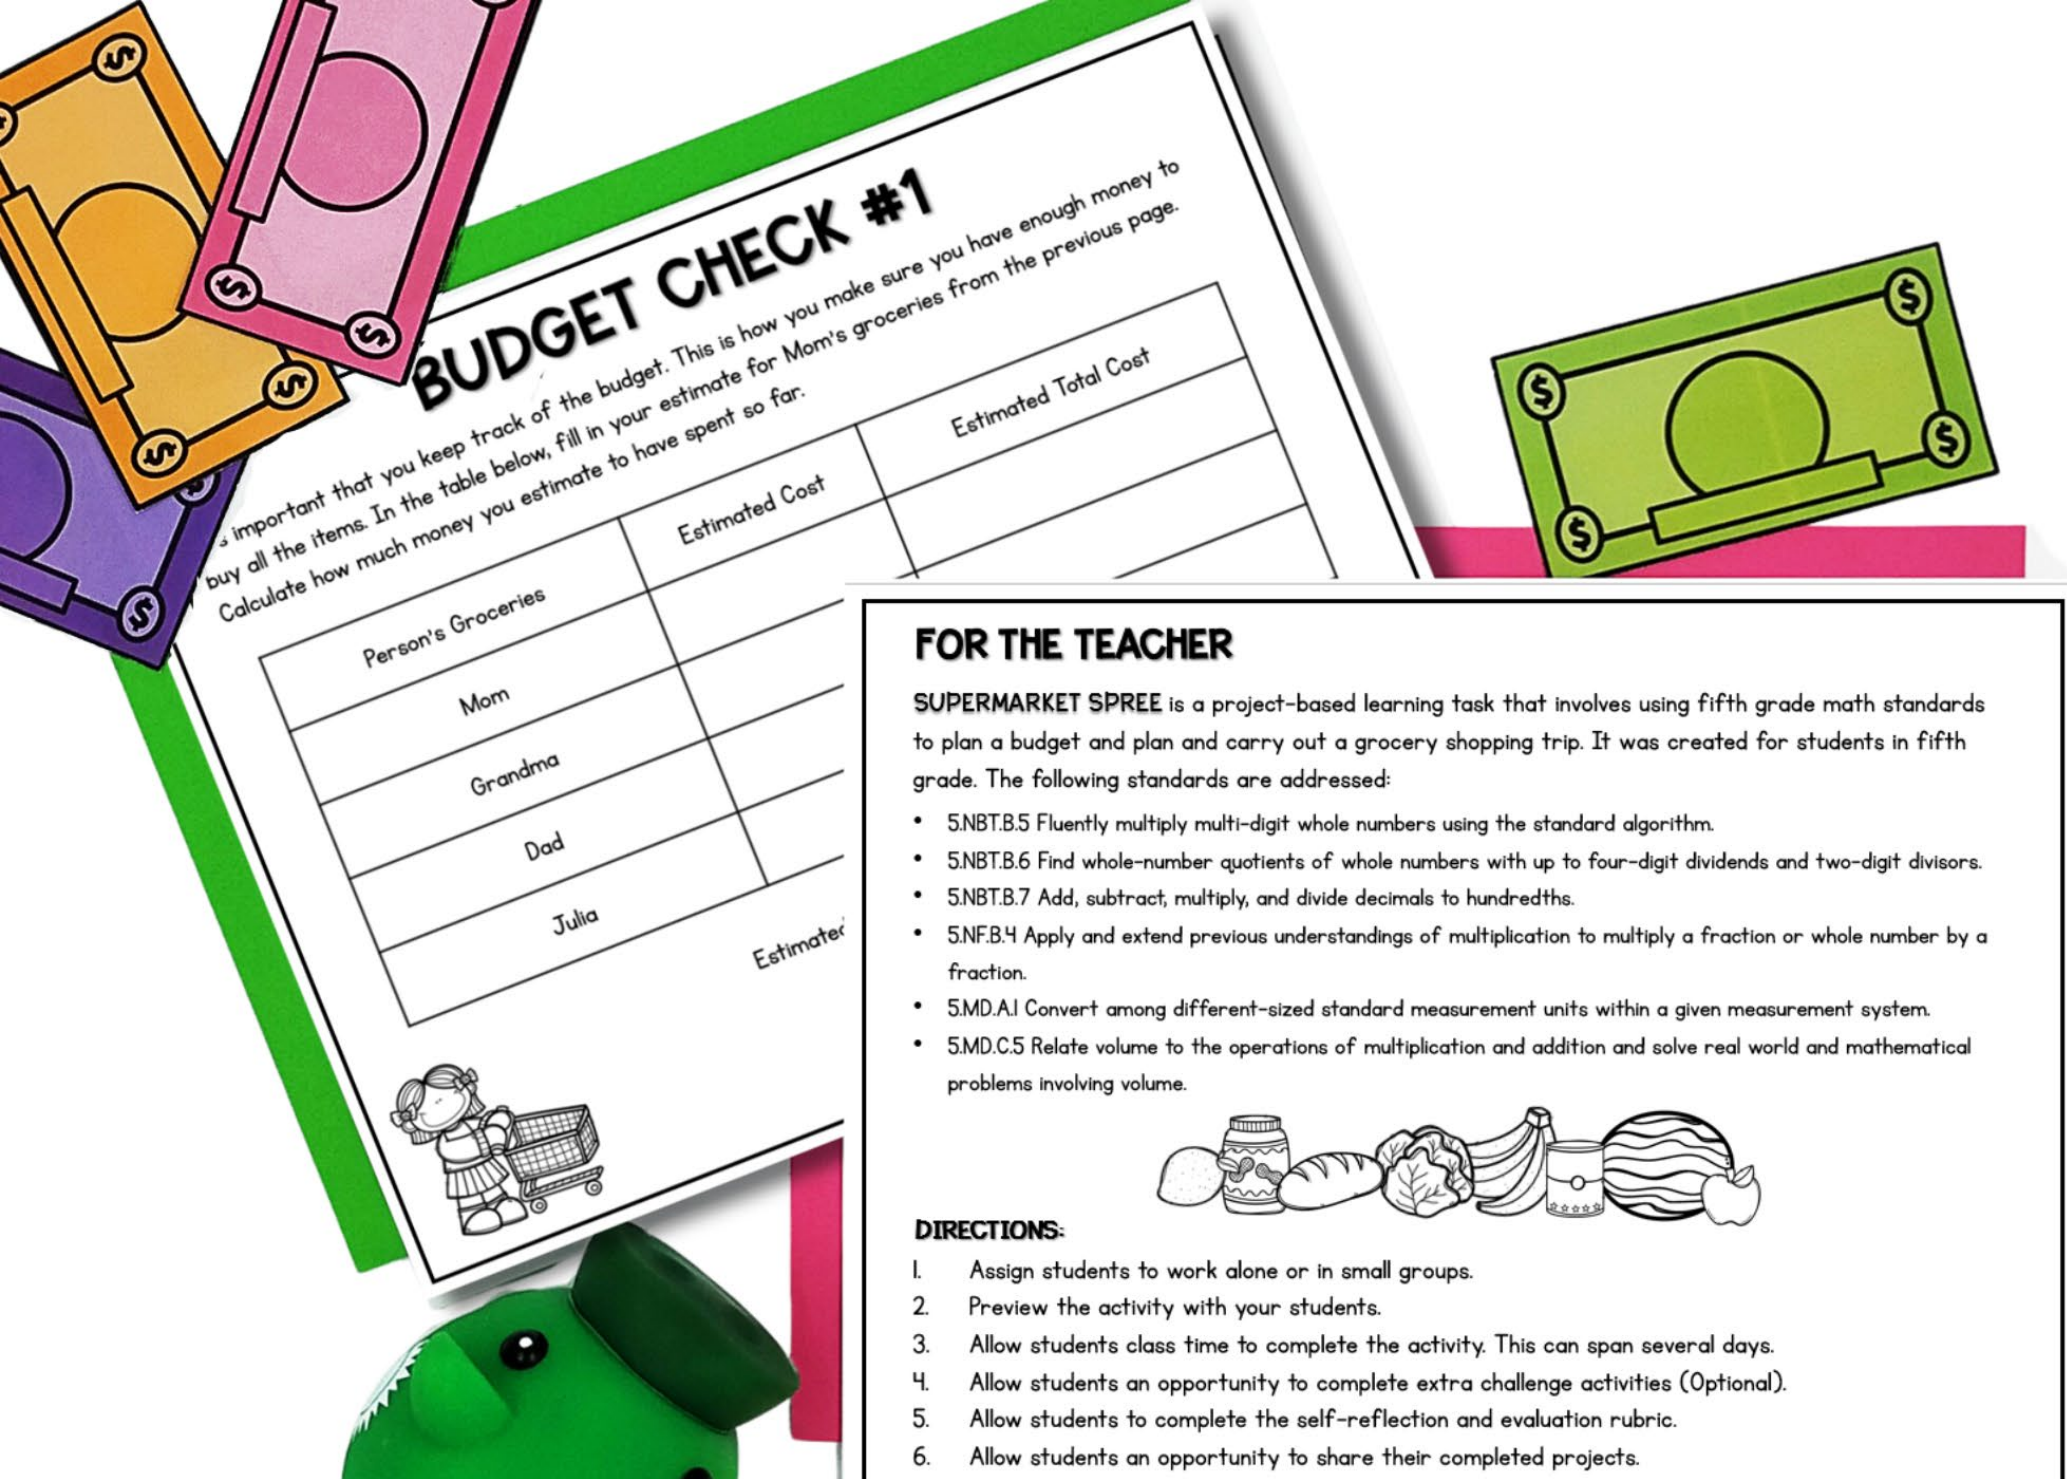 BUDGET CHECK #1
important that you keep track of the budget. This is how you make sure you have enough money to
buy all the items. In the table below, fill in your estimate for Mom's groceries from the previous page.
Calculate how much money you estimate to have spent so far.
Person's Groceries
Estimated Cost
Estimated Total Cost
Mom
Grandma
Dad
Julia
Estimated
FOR THE TEACHER
SUPERMARKET SPREE is a project-based learning task that involves using fifth grade math standards
to plan a budget and plan and carry out a grocery shopping trip. It was created for students in fifth
grade. The following standards are addressed:
• 5.NBT.B.5 Fluently multiply multi-digit whole numbers using the standard algorithm.
• 5.NBT.B.6 Find whole-number quotients of whole numbers with up to four-digit dividends and two-digit divisors.
• 5.NBT.B.7 Add, subtract, multiply, and divide decimals to hundredths.
• 5.NF.B.4 Apply and extend previous understandings of multiplication to multiply a fraction or whole number by a
fraction.
• 5.MD.A.1 Convert among different-sized standard measurement units within a given measurement system.
• 5.MD.C.5 Relate volume to the operations of multiplication and addition and solve real world and mathematical
problems involving volume.
DIRECTIONS:
1. Assign students to work alone or in small groups.
2. Preview the activity with your students.
3. Allow students class time to complete the activity. This can span several days.
4. Allow students an opportunity to complete extra challenge activities (Optional).
5. Allow students to complete the self-reflection and evaluation rubric.
6. Allow students an opportunity to share their completed projects.